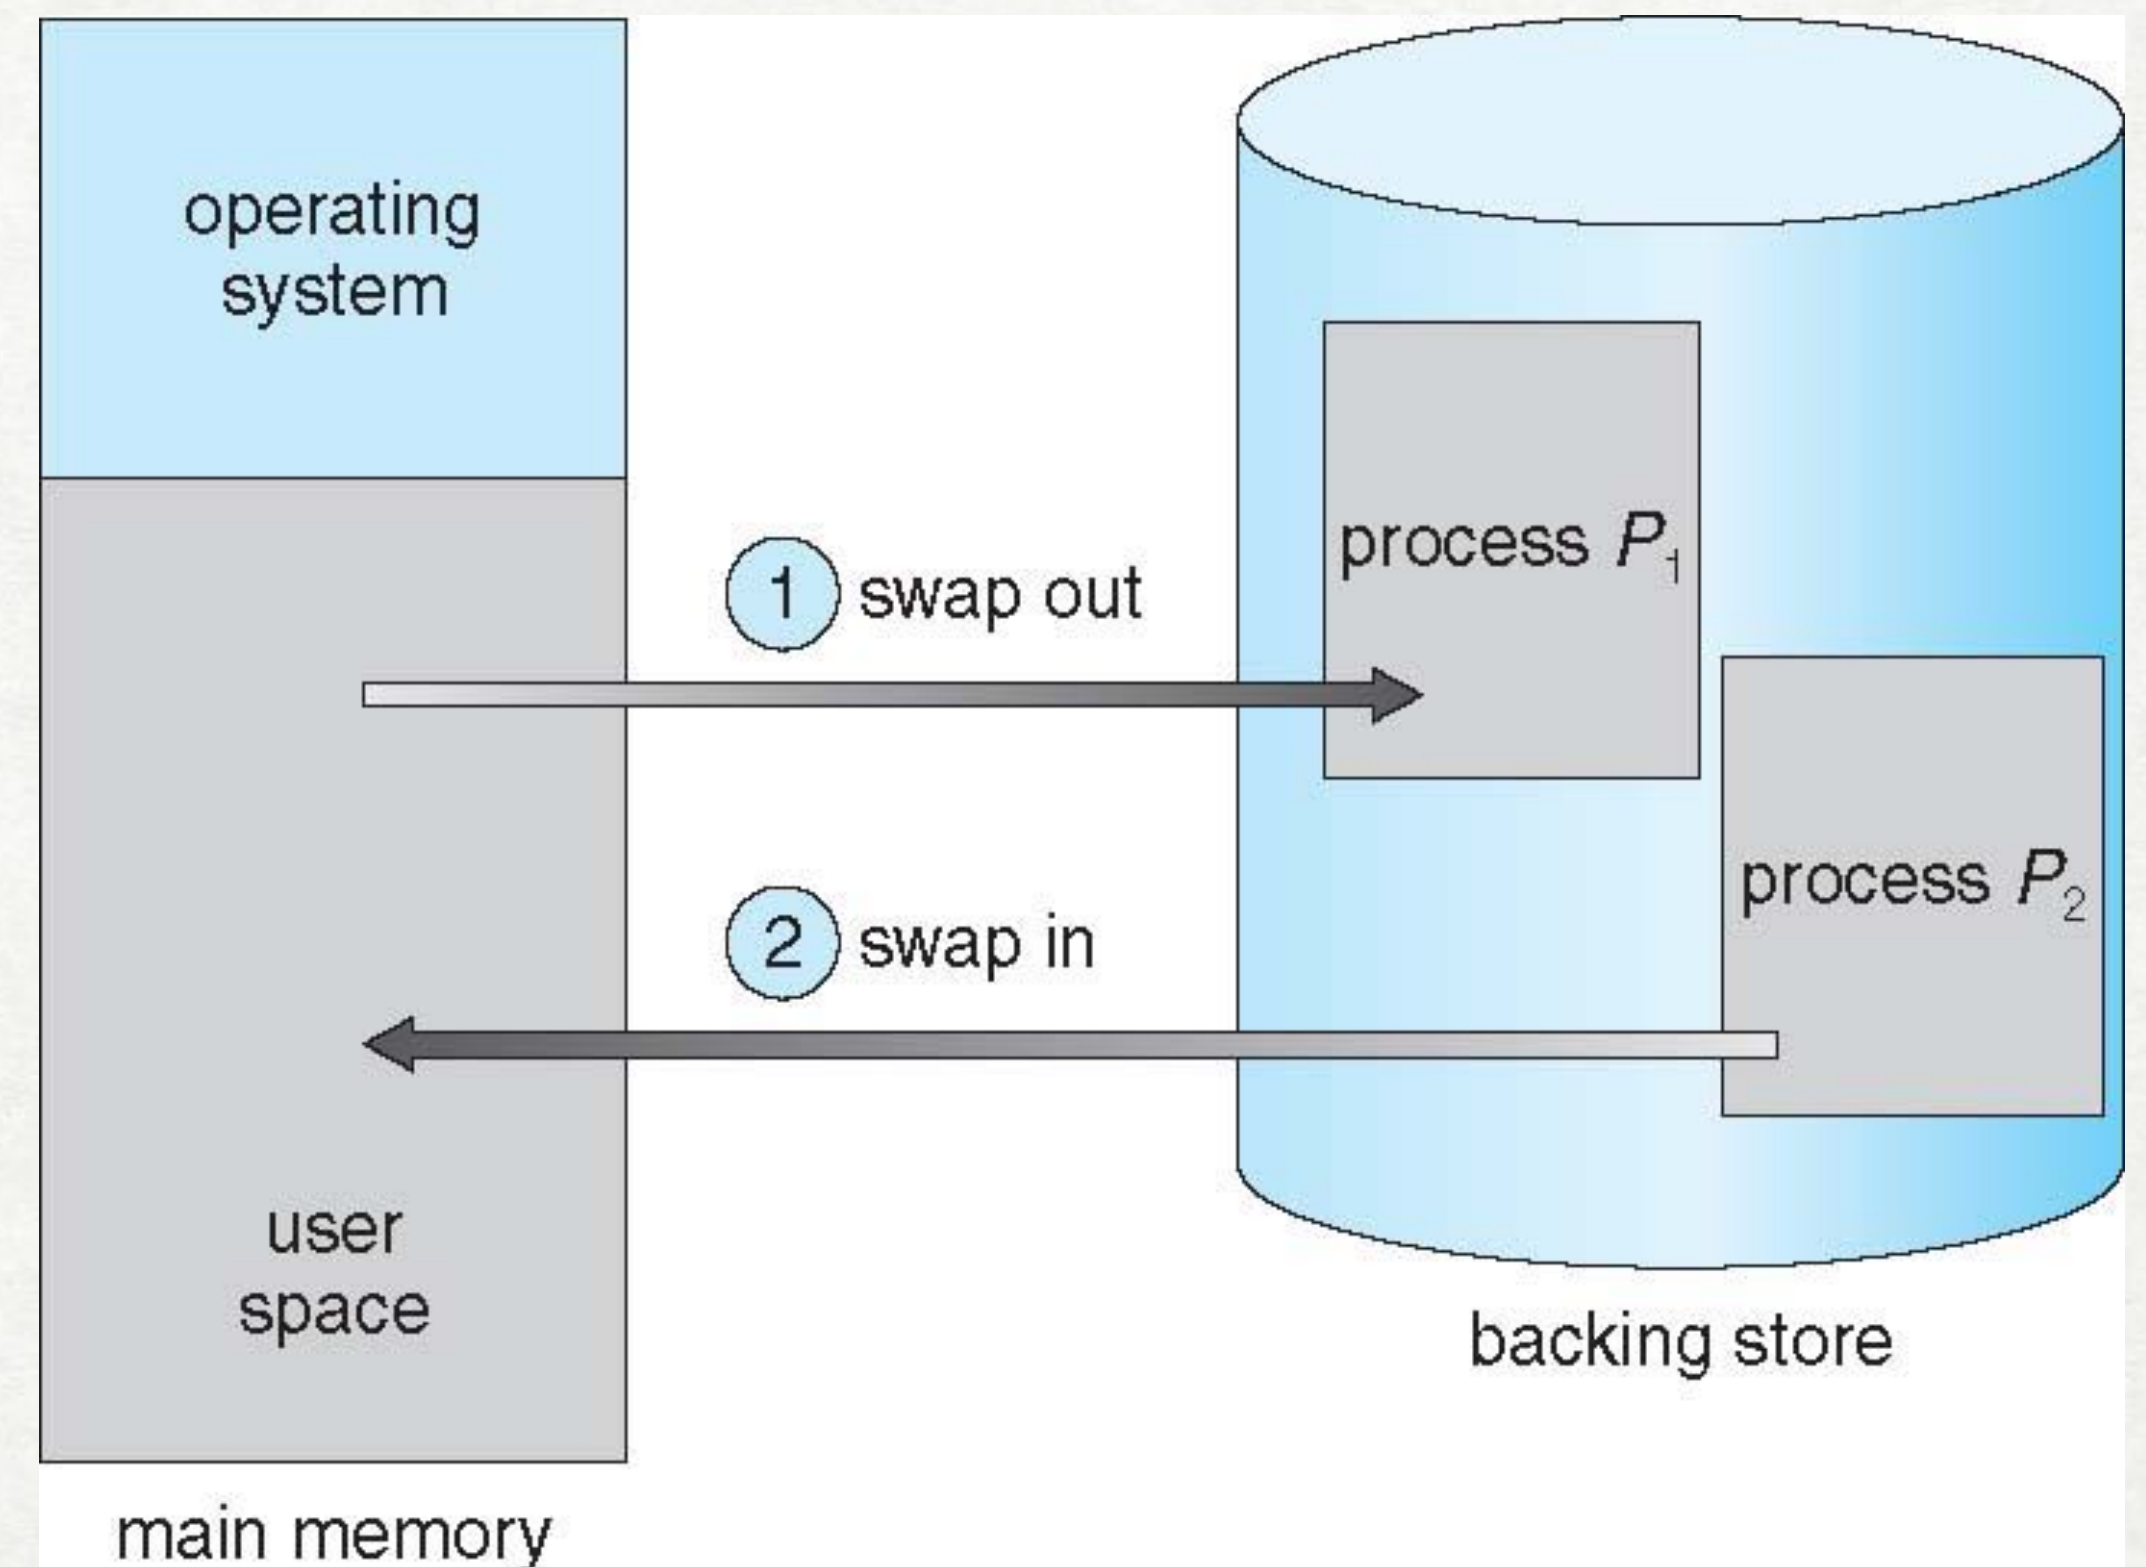 operating
system
1 swap out
process P₁
process P₂
2 swap in
user
space
backing store
main memory